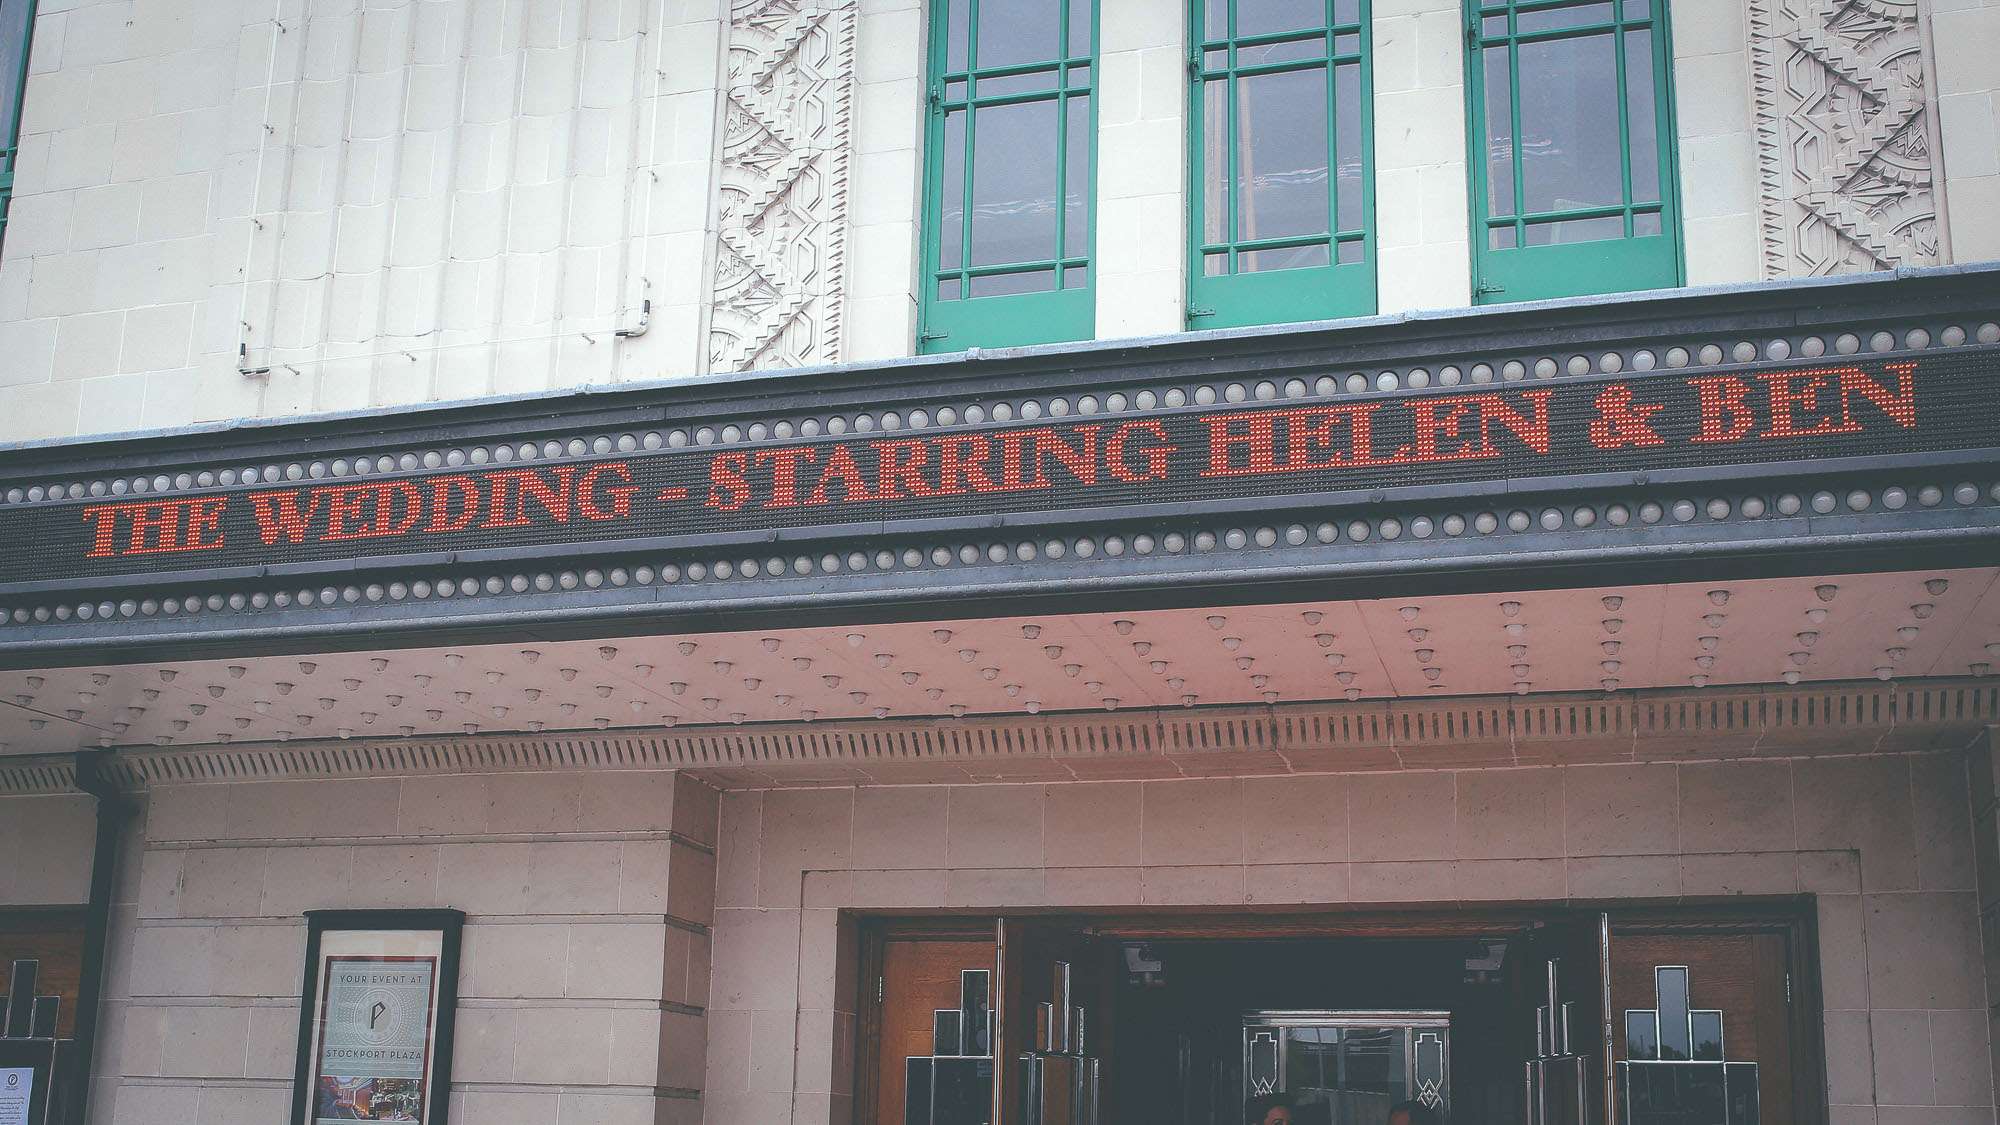 THE WEDDING - STARRING HELEN & BEN
YOUR EVENT AT
P
STOCKPORT PLAZA